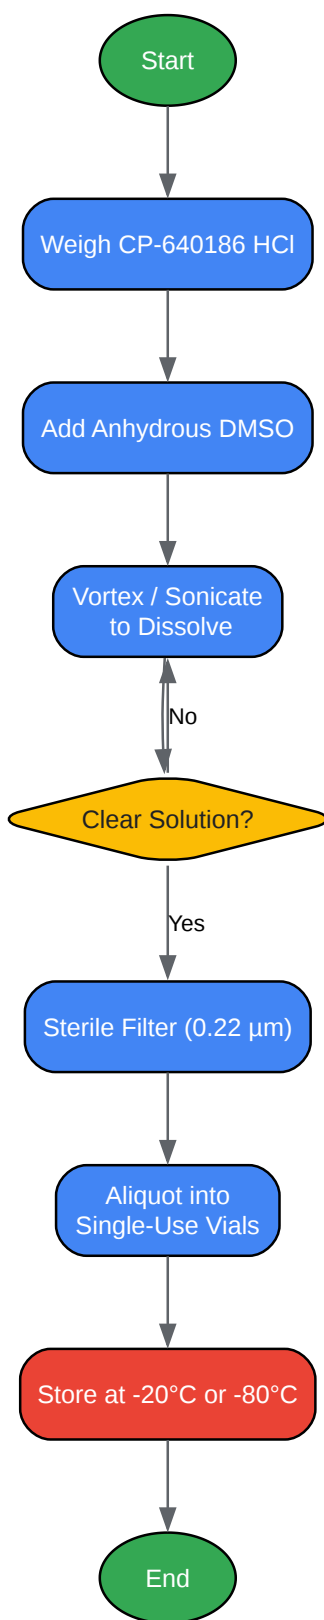 Start
Weigh CP-640186 HCl
Add Anhydrous DMSO
Vortex / Sonicate
to Dissolve
No
Clear Solution?
Yes
Sterile Filter (0.22 µm)
Aliquot into
Single-Use Vials
Store at -20°C or -80°C
End